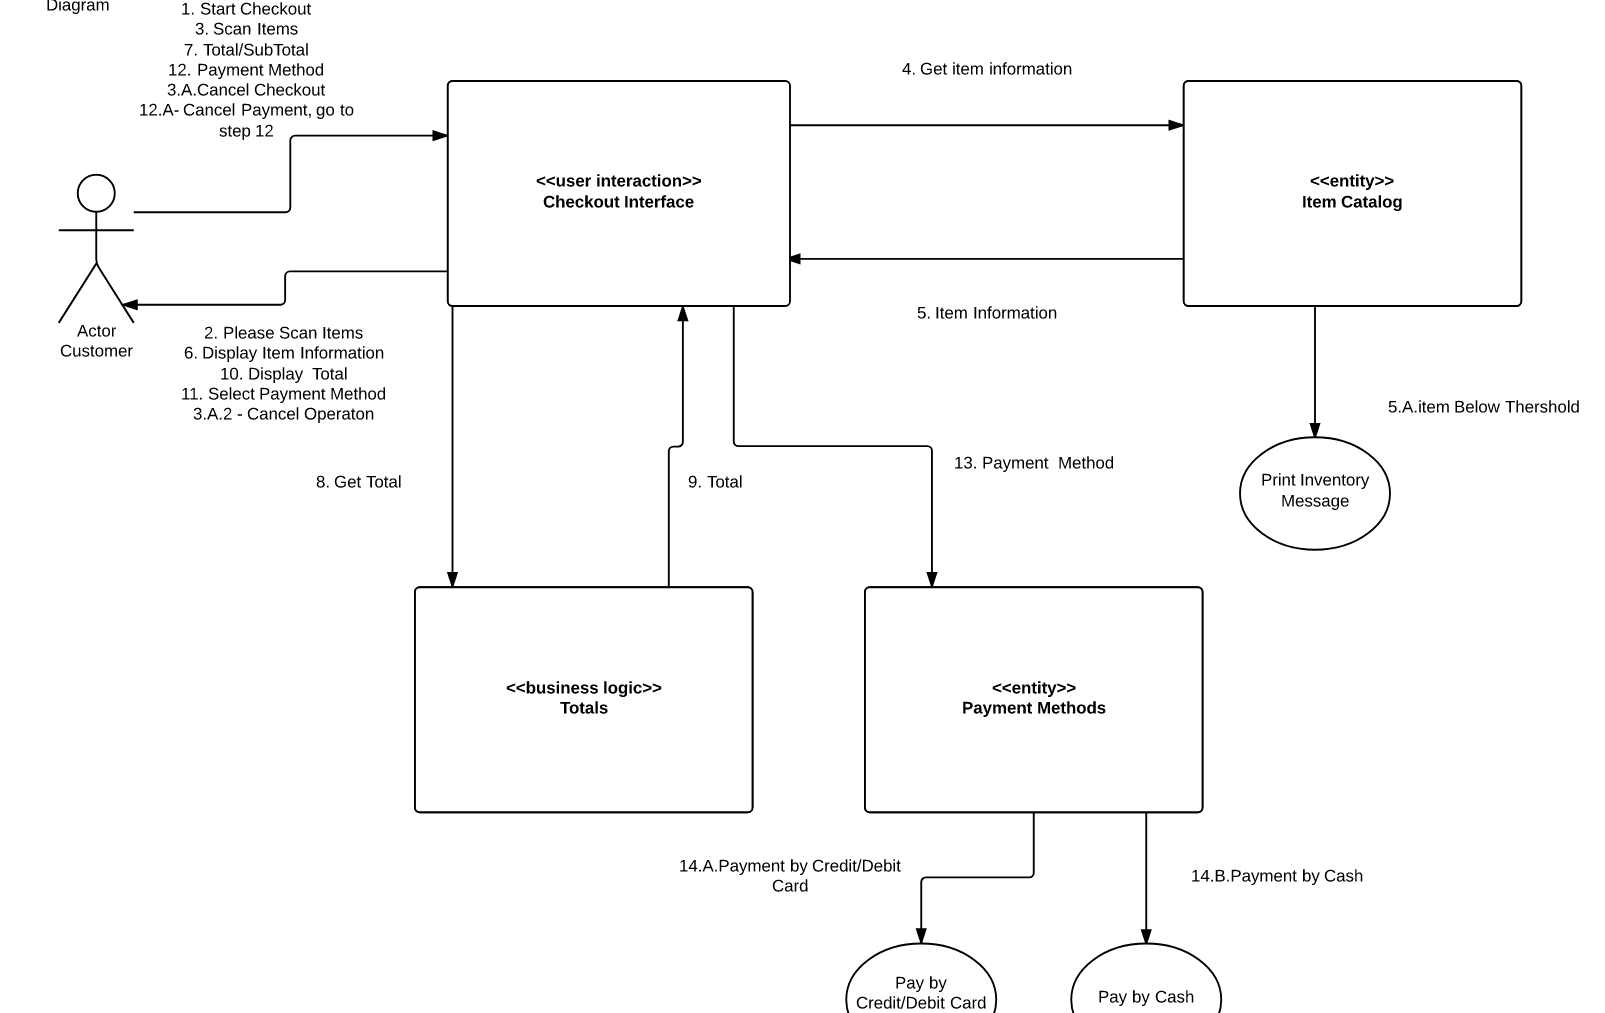 Diagram
1. Start Checkout
3. Scan Items
7. Total/SubTotal
12. Payment Method
3.A.Cancel Checkout
12.A- Cancel Payment, go to
step 12
4. Get item information
<<user interaction>>
Checkout Interface
<<entity>>
Item Catalog
5. Item Information
Actor
Customer
2. Please Scan Items
6. Display Item Information
10. Display Total
11. Select Payment Method
3.A.2 - Cancel Operaton
5.A.item Below Thershold
8. Get Total
9. Total
13. Payment Method
Print Inventory
Message
<<business logic>>
Totals
<<entity>>
Payment Methods
14.A.Payment by Credit/Debit
Card
14.B.Payment by Cash
Pay by
Credit/Debit Card
Pay by Cash